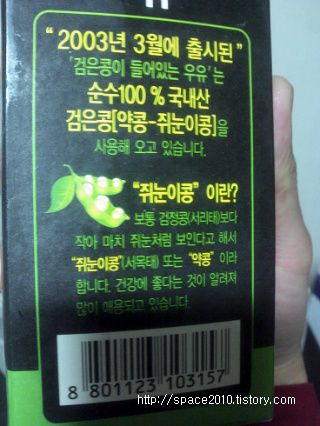 " 2003년 3월에 출시된 "
'검은콩이 들어있는 우유'는
순수100 % 국내산
검은콩[약콩-쥐눈이콩]을
사용해 오고 있습니다.
"쥐눈이콩" 이란?
보통 검정콩(서리태)보다
작아 마치 쥐눈처럼 보인다고 해서
"쥐눈이콩"(서목태) 또는 "약콩" 이라
합니다. 건강에 좋다는 것이 알려져
많이 애용되고 있습니다.
8 801123 103157
http://space2010.tistory.com